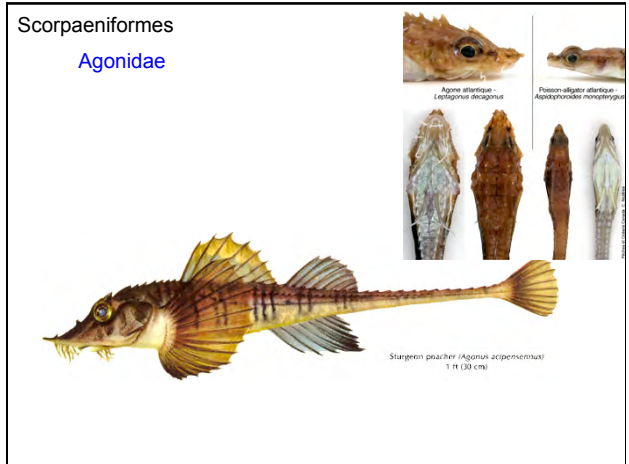 Scorpaeniformes
Agonidae
Agone atlantique -
Leptagonus decagonus
Poisson-alligator atlantique -
Aspidophoroides monopterygius
Sturgeon poacher (Agonus acipenserinus)
1 ft (30 cm)